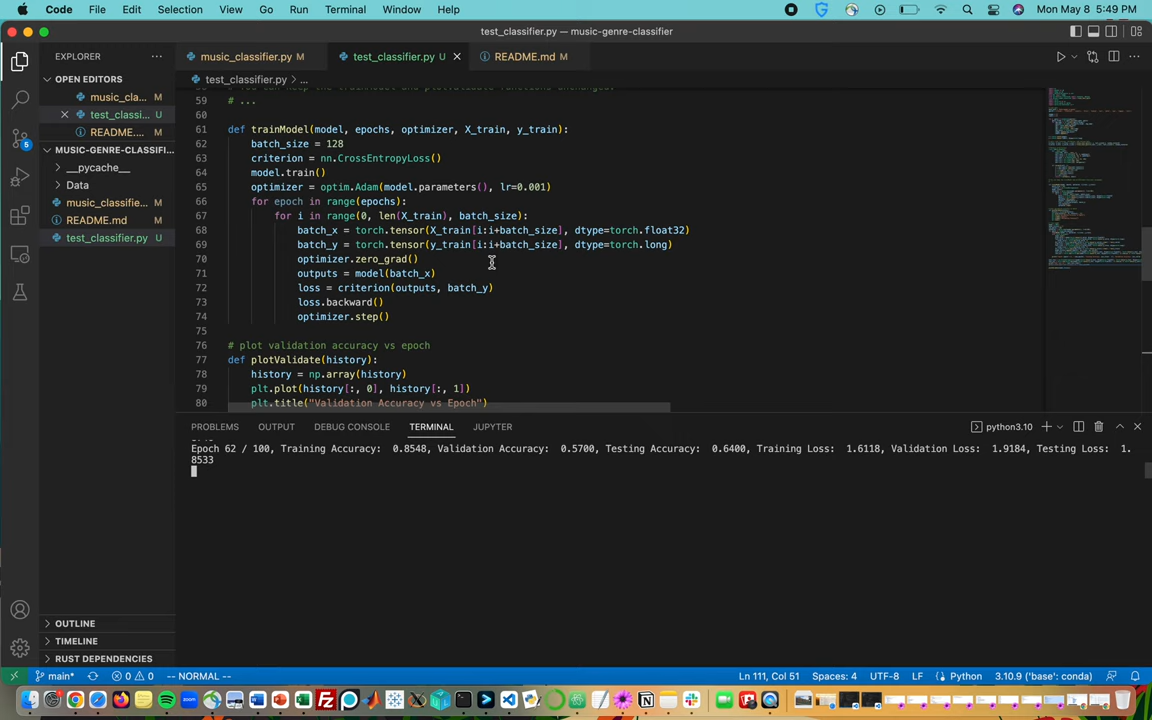 Code File Edit Selection View Go Run Terminal Window Help Mon May 8 5:49 PM
test_classifier.py — music-genre-classifier
EXPLORER
music_classifier.py M
test_classifier.py U
README.md M
OPEN EDITORS
test_classifier.py > ...
music_cla... M
test_classi... U
README.... M
MUSIC-GENRE-CLASSIFI...
__pycache__
Data
music_classifie... M
README.md M
test_classifier.py U
59 # ...
60
61 def trainModel(model, epochs, optimizer, X_train, y_train):
62 batch_size = 128
63 criterion = nn.CrossEntropyLoss()
64 model.train()
65 optimizer = optim.Adam(model.parameters(), lr=0.001)
66 for epoch in range(epochs):
67 for i in range(0, len(X_train), batch_size):
68 batch_x = torch.tensor(X_train[i:i+batch_size], dtype=torch.float32)
69 batch_y = torch.tensor(y_train[i:i+batch_size], dtype=torch.long)
70 optimizer.zero_grad()
71 outputs = model(batch_x)
72 loss = criterion(outputs, batch_y)
73 loss.backward()
74 optimizer.step()
75
76 # plot validation accuracy vs epoch
77 def plotValidate(history):
78 history = np.array(history)
79 plt.plot(history[:, 0], history[:, 1])
80 plt.title("Validation Accuracy vs Epoch")
PROBLEMS OUTPUT DEBUG CONSOLE TERMINAL JUPYTER python3.10
Epoch 62 / 100, Training Accuracy: 0.8548, Validation Accuracy: 0.5700, Testing Accuracy: 0.6400, Training Loss: 1.6118, Validation Loss: 1.9184, Testing Loss: 1.
8533
OUTLINE
TIMELINE
RUST DEPENDENCIES
5
main* 0 0 -- NORMAL -- Ln 111, Col 51 Spaces: 4 UTF-8 LF Python 3.10.9 ('base': conda)